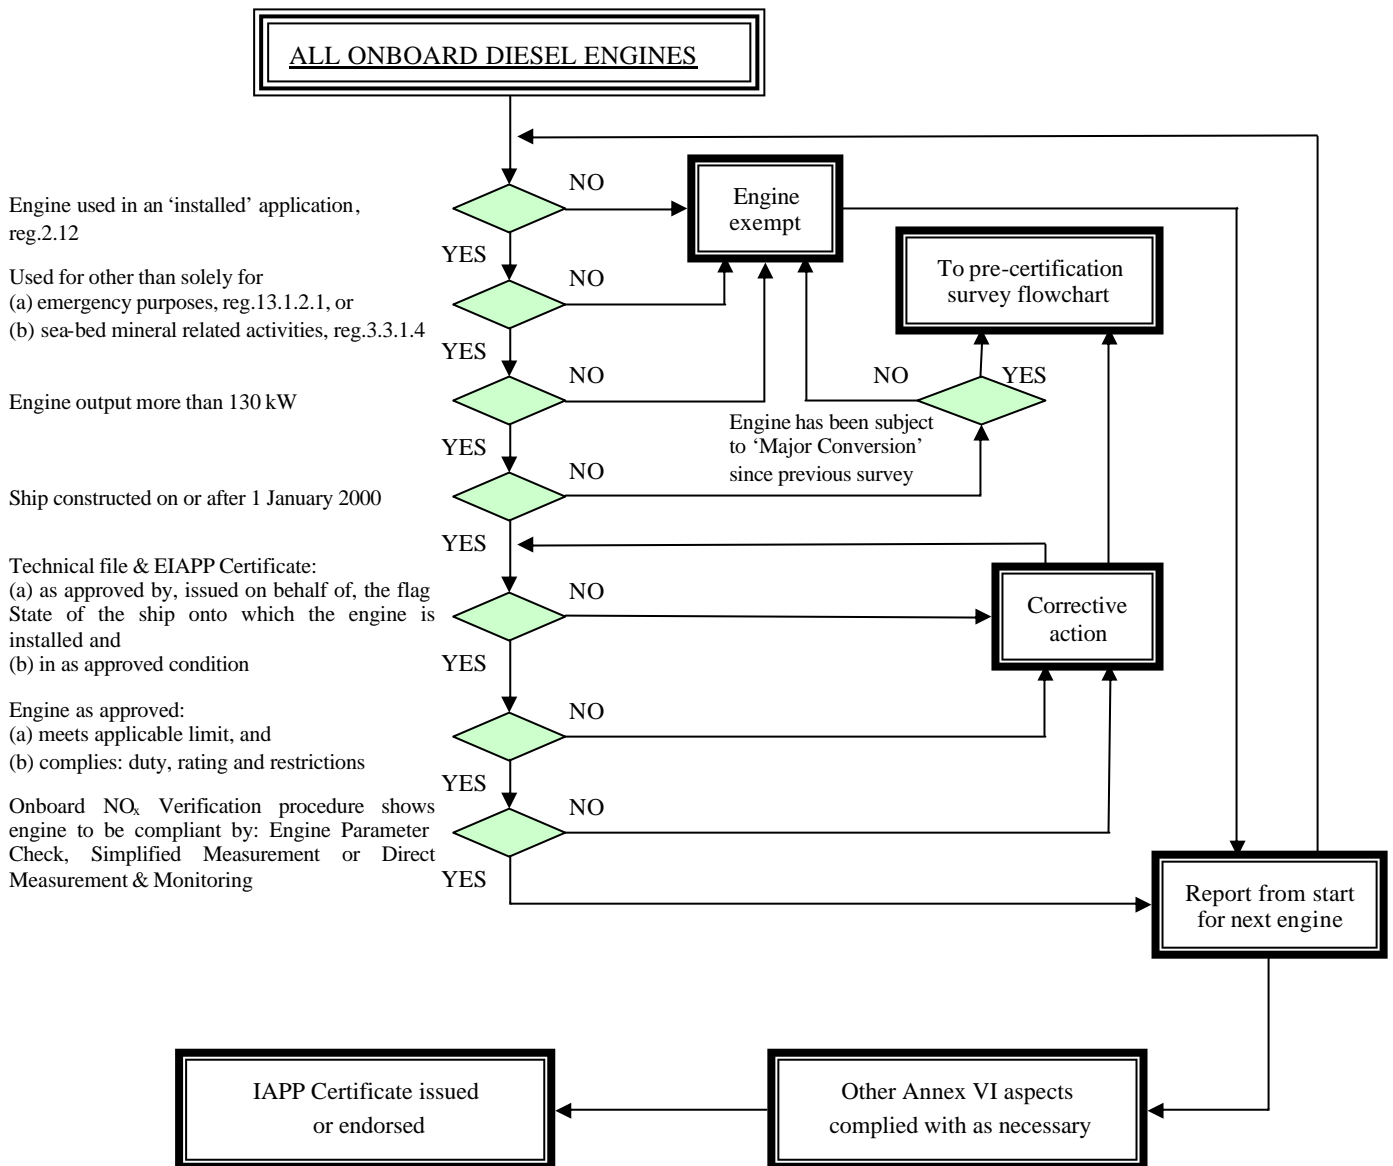 ALL ONBOARD DIESEL ENGINES
Engine used in an ‘installed’ application,
reg.2.12
NO
Engine
exempt
YES
Used for other than solely for
(a) emergency purposes, reg.13.1.2.1, or
(b) sea-bed mineral related activities, reg.3.3.1.4
NO
To pre-certification
survey flowchart
YES
Engine output more than 130 kW
NO
NO
YES
Engine has been subject
to ‘Major Conversion’
since previous survey
YES
Ship constructed on or after 1 January 2000
NO
YES
Technical file & EIAPP Certificate:
(a) as approved by, issued on behalf of, the flag
State of the ship onto which the engine is
installed and
(b) in as approved condition
NO
Corrective
action
YES
Engine as approved:
(a) meets applicable limit, and
(b) complies: duty, rating and restrictions
NO
YES
Onboard NOx Verification procedure shows
engine to be compliant by: Engine Parameter
Check, Simplified Measurement or Direct
Measurement & Monitoring
NO
YES
Report from start
for next engine
IAPP Certificate issued
or endorsed
Other Annex VI aspects
complied with as necessary